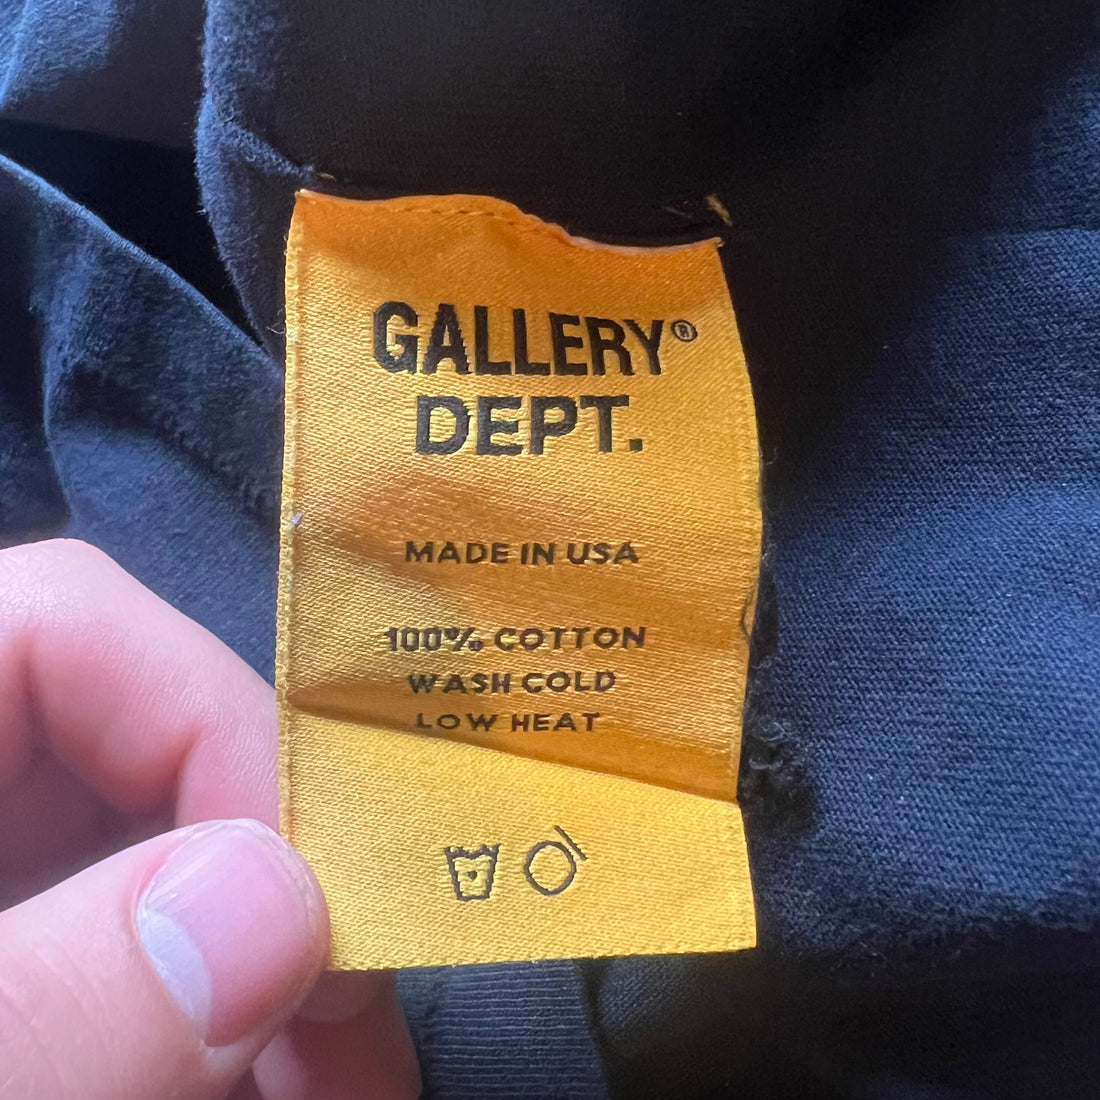 GALLERY®
DEPT.
MADE IN USA
100% COTTON
WASH COLD
LOW HEAT